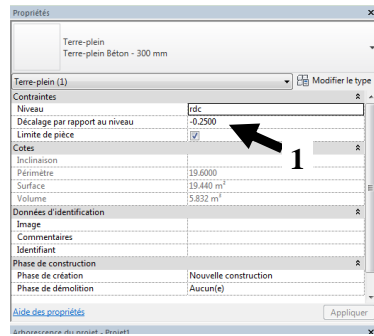 Propriétés
Terre-plein
Terre-plein Béton - 300 mm
Terre-plein (1) Modifier le type
Contraintes
Niveau rdc
Décalage par rapport au niveau -0.2500
Limite de pièce
1
Cotes
Inclinaison
Périmètre 19.6000
Surface 19.440 m²
Volume 5.832 m³
Données d'identification
Image
Commentaires
Identifiant
Phase de construction
Phase de création Nouvelle construction
Phase de démolition Aucun(e)
Aide des propriétés Appliquer
Arborescence du projet - Projet1